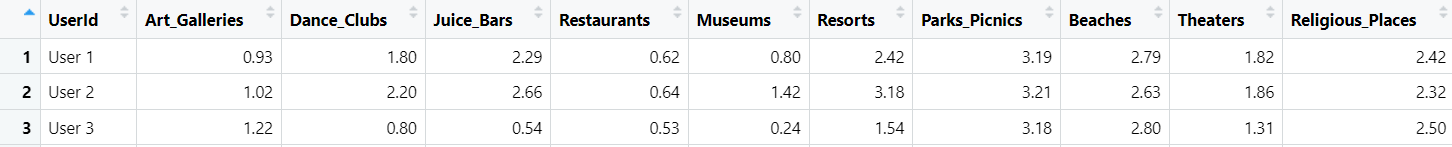 UserId Art_Galleries Dance_Clubs Juice_Bars Restaurants Museums Resorts Parks_Picnics Beaches Theaters Religious_Places
1 User 1 0.93 1.80 2.29 0.62 0.80 2.42 3.19 2.79 1.82 2.42
2 User 2 1.02 2.20 2.66 0.64 1.42 3.18 3.21 2.63 1.86 2.32
3 User 3 1.22 0.80 0.54 0.53 0.24 1.54 3.18 2.80 1.31 2.50